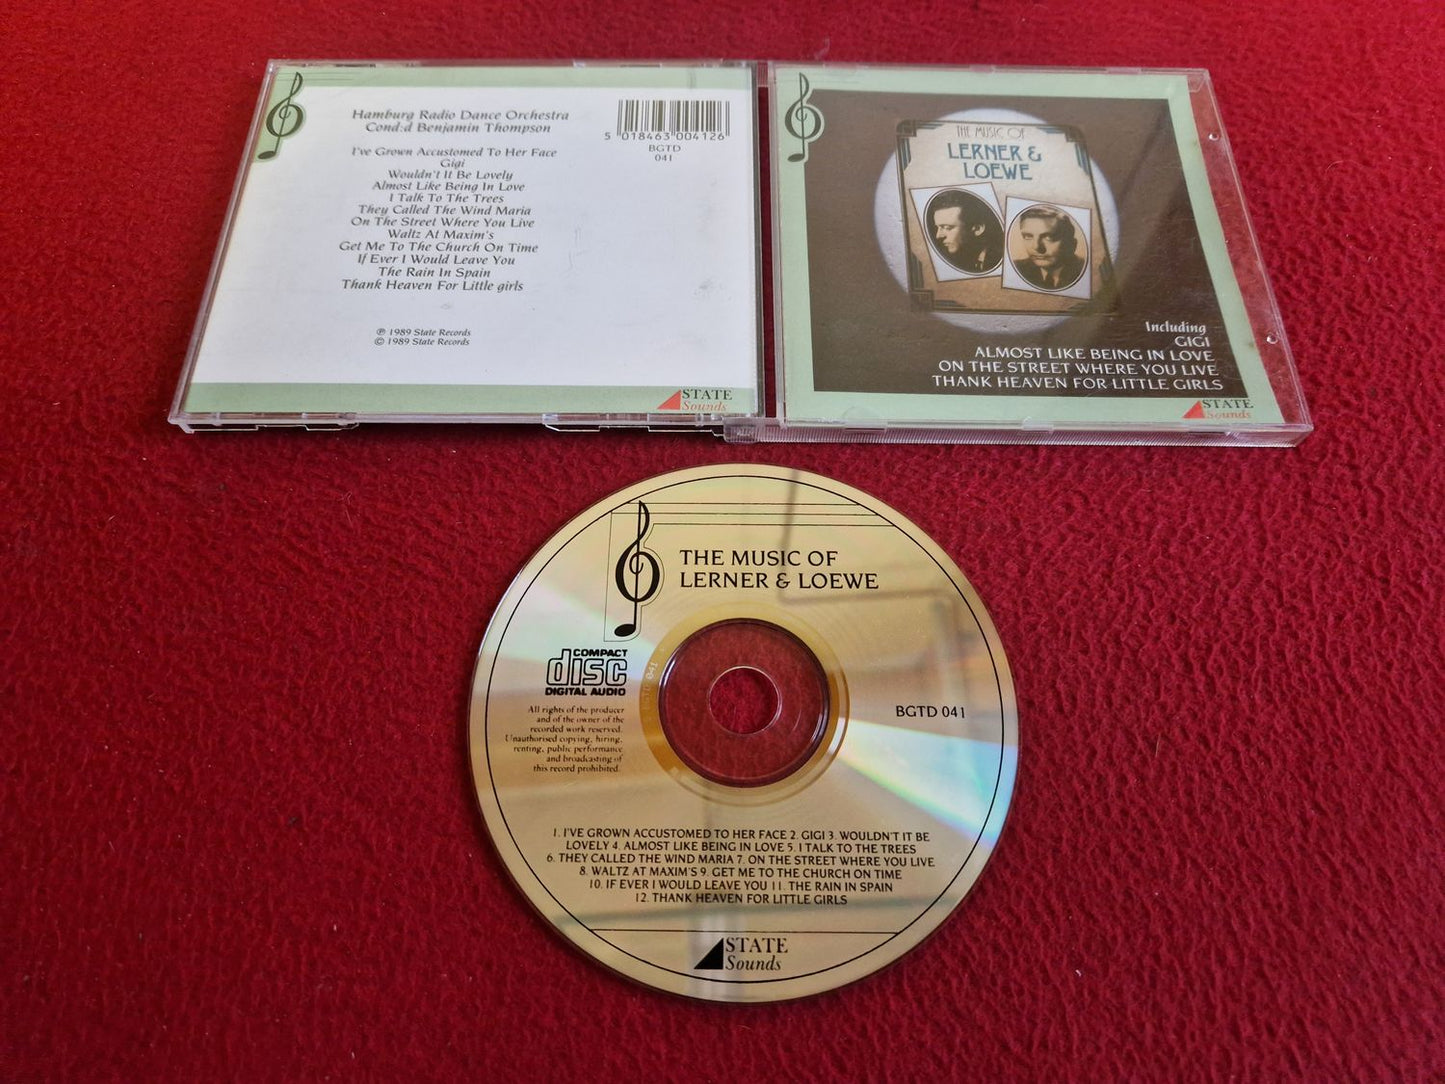 Hamburg Radio Dance Orchestra
Cond:d Benjamin Thompson
I've Grown Accustomed To Her Face
Gigi
Wouldn't It Be Lovely
Almost Like Being In Love
I Talk To The Trees
They Called The Wind Maria
On The Street Where You Live
Waltz At Maxim's
Get Me To The Church On Time
If Ever I Would Leave You
The Rain In Spain
Thank Heaven For Little girls
℗ 1989 State Records
© 1989 State Records
5 018463 004126
BGTD
041
STATE
Sounds
THE MUSIC OF
LERNER &
LOEWE
Including
GIGI
ALMOST LIKE BEING IN LOVE
ON THE STREET WHERE YOU LIVE
THANK HEAVEN FOR LITTLE GIRLS
STATE
Sounds
THE MUSIC OF
LERNER & LOEWE
COMPACT
disc
DIGITAL AUDIO
All rights of the producer
and of the owner of the
recorded work reserved.
Unauthorised copying, hiring,
renting, public performance
and broadcasting of
this record prohibited.
BGTD 041
BGTD 041
1. I'VE GROWN ACCUSTOMED TO HER FACE 2. GIGI 3. WOULDN'T IT BE
LOVELY 4. ALMOST LIKE BEING IN LOVE 5. I TALK TO THE TREES
6. THEY CALLED THE WIND MARIA 7. ON THE STREET WHERE YOU LIVE
8. WALTZ AT MAXIM'S 9. GET ME TO THE CHURCH ON TIME
10. IF EVER I WOULD LEAVE YOU 11. THE RAIN IN SPAIN
12. THANK HEAVEN FOR LITTLE GIRLS
STATE
Sounds